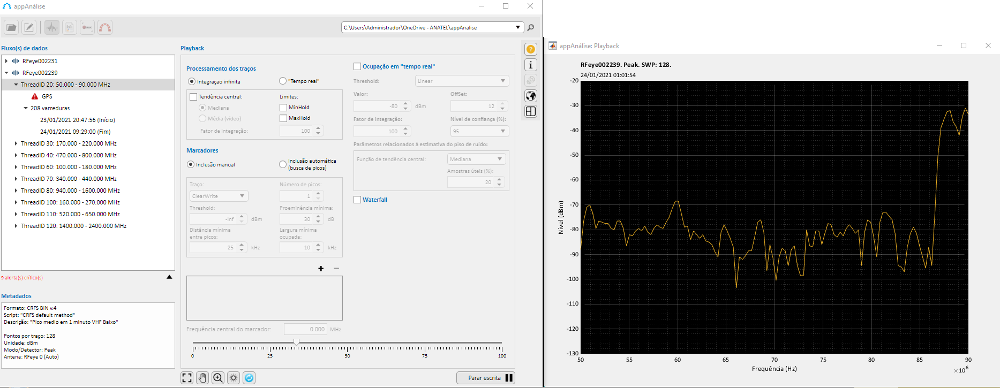 appAnálise
C:\Users\Administrador\OneDrive - ANATEL\appAnalise
Fluxo(s) de dados
RFeye002231
RFeye002239
ThreadID 20: 50.000 - 90.000 MHz
GPS
208 varreduras
23/01/2021 20:47:56 (Início)
24/01/2021 09:29:00 (Fim)
ThreadID 30: 170.000 - 220.000 MHz
ThreadID 40: 470.000 - 800.000 MHz
ThreadID 60: 100.000 - 180.000 MHz
ThreadID 70: 340.000 - 440.000 MHz
ThreadID 80: 940.000 - 1600.000 MHz
ThreadID 100: 160.000 - 270.000 MHz
ThreadID 110: 520.000 - 650.000 MHz
ThreadID 120: 1400.000 - 2400.000 MHz
9 alerta(s) crítico(s)
Metadados
Formato: CRFS BIN v.4
Script: "CRFS default method"
Descrição: "Pico medio em 1 minuto VHF Baixo"
Pontos por traço: 128
Unidade: dBm
Modo/Detector: Peak
Antena: RFeye 0 (Auto)
Playback
Processamento dos traços
Integraçao infinita
"Tempo real"
Tendência central:
Mediana
Média (vídeo)
Fator de integração:
Limites:
MinHold
MaxHold
100
Marcadores
Inclusão manual
Inclusão automática
(busca de picos)
Traço:
ClearWrite
Número de picos:
1
Threshold:
-Inf dBm
Proeminência mínima:
30 dB
Distância mínima
entre picos:
25 kHz
Largura mínima
ocupada:
10 kHz
+ −
Frequência central do marcador: 0.000 MHz
0 25 50 75 100
Ocupação em "tempo real"
Threshold: Linear
Valor:
-80 dBm
OffSet:
12
Fator de integração:
100
Nível de confiança (%):
95
Parâmetros relacionados à estimativa do piso de ruído:
Função de tendência central: Mediana
Amostras úteis (%):
20
Waterfall
Parar escrita
?
i
REC
appAnálise: Playback
RFeye002239. Peak. SWP: 128.
24/01/2021 01:01:54
Nível (dBm)
-20
-30
-40
-50
-60
-70
-80
-90
-100
-110
-120
-130
50 55 60 65 70 75 80 85 90
Frequência (Hz)
×10⁶